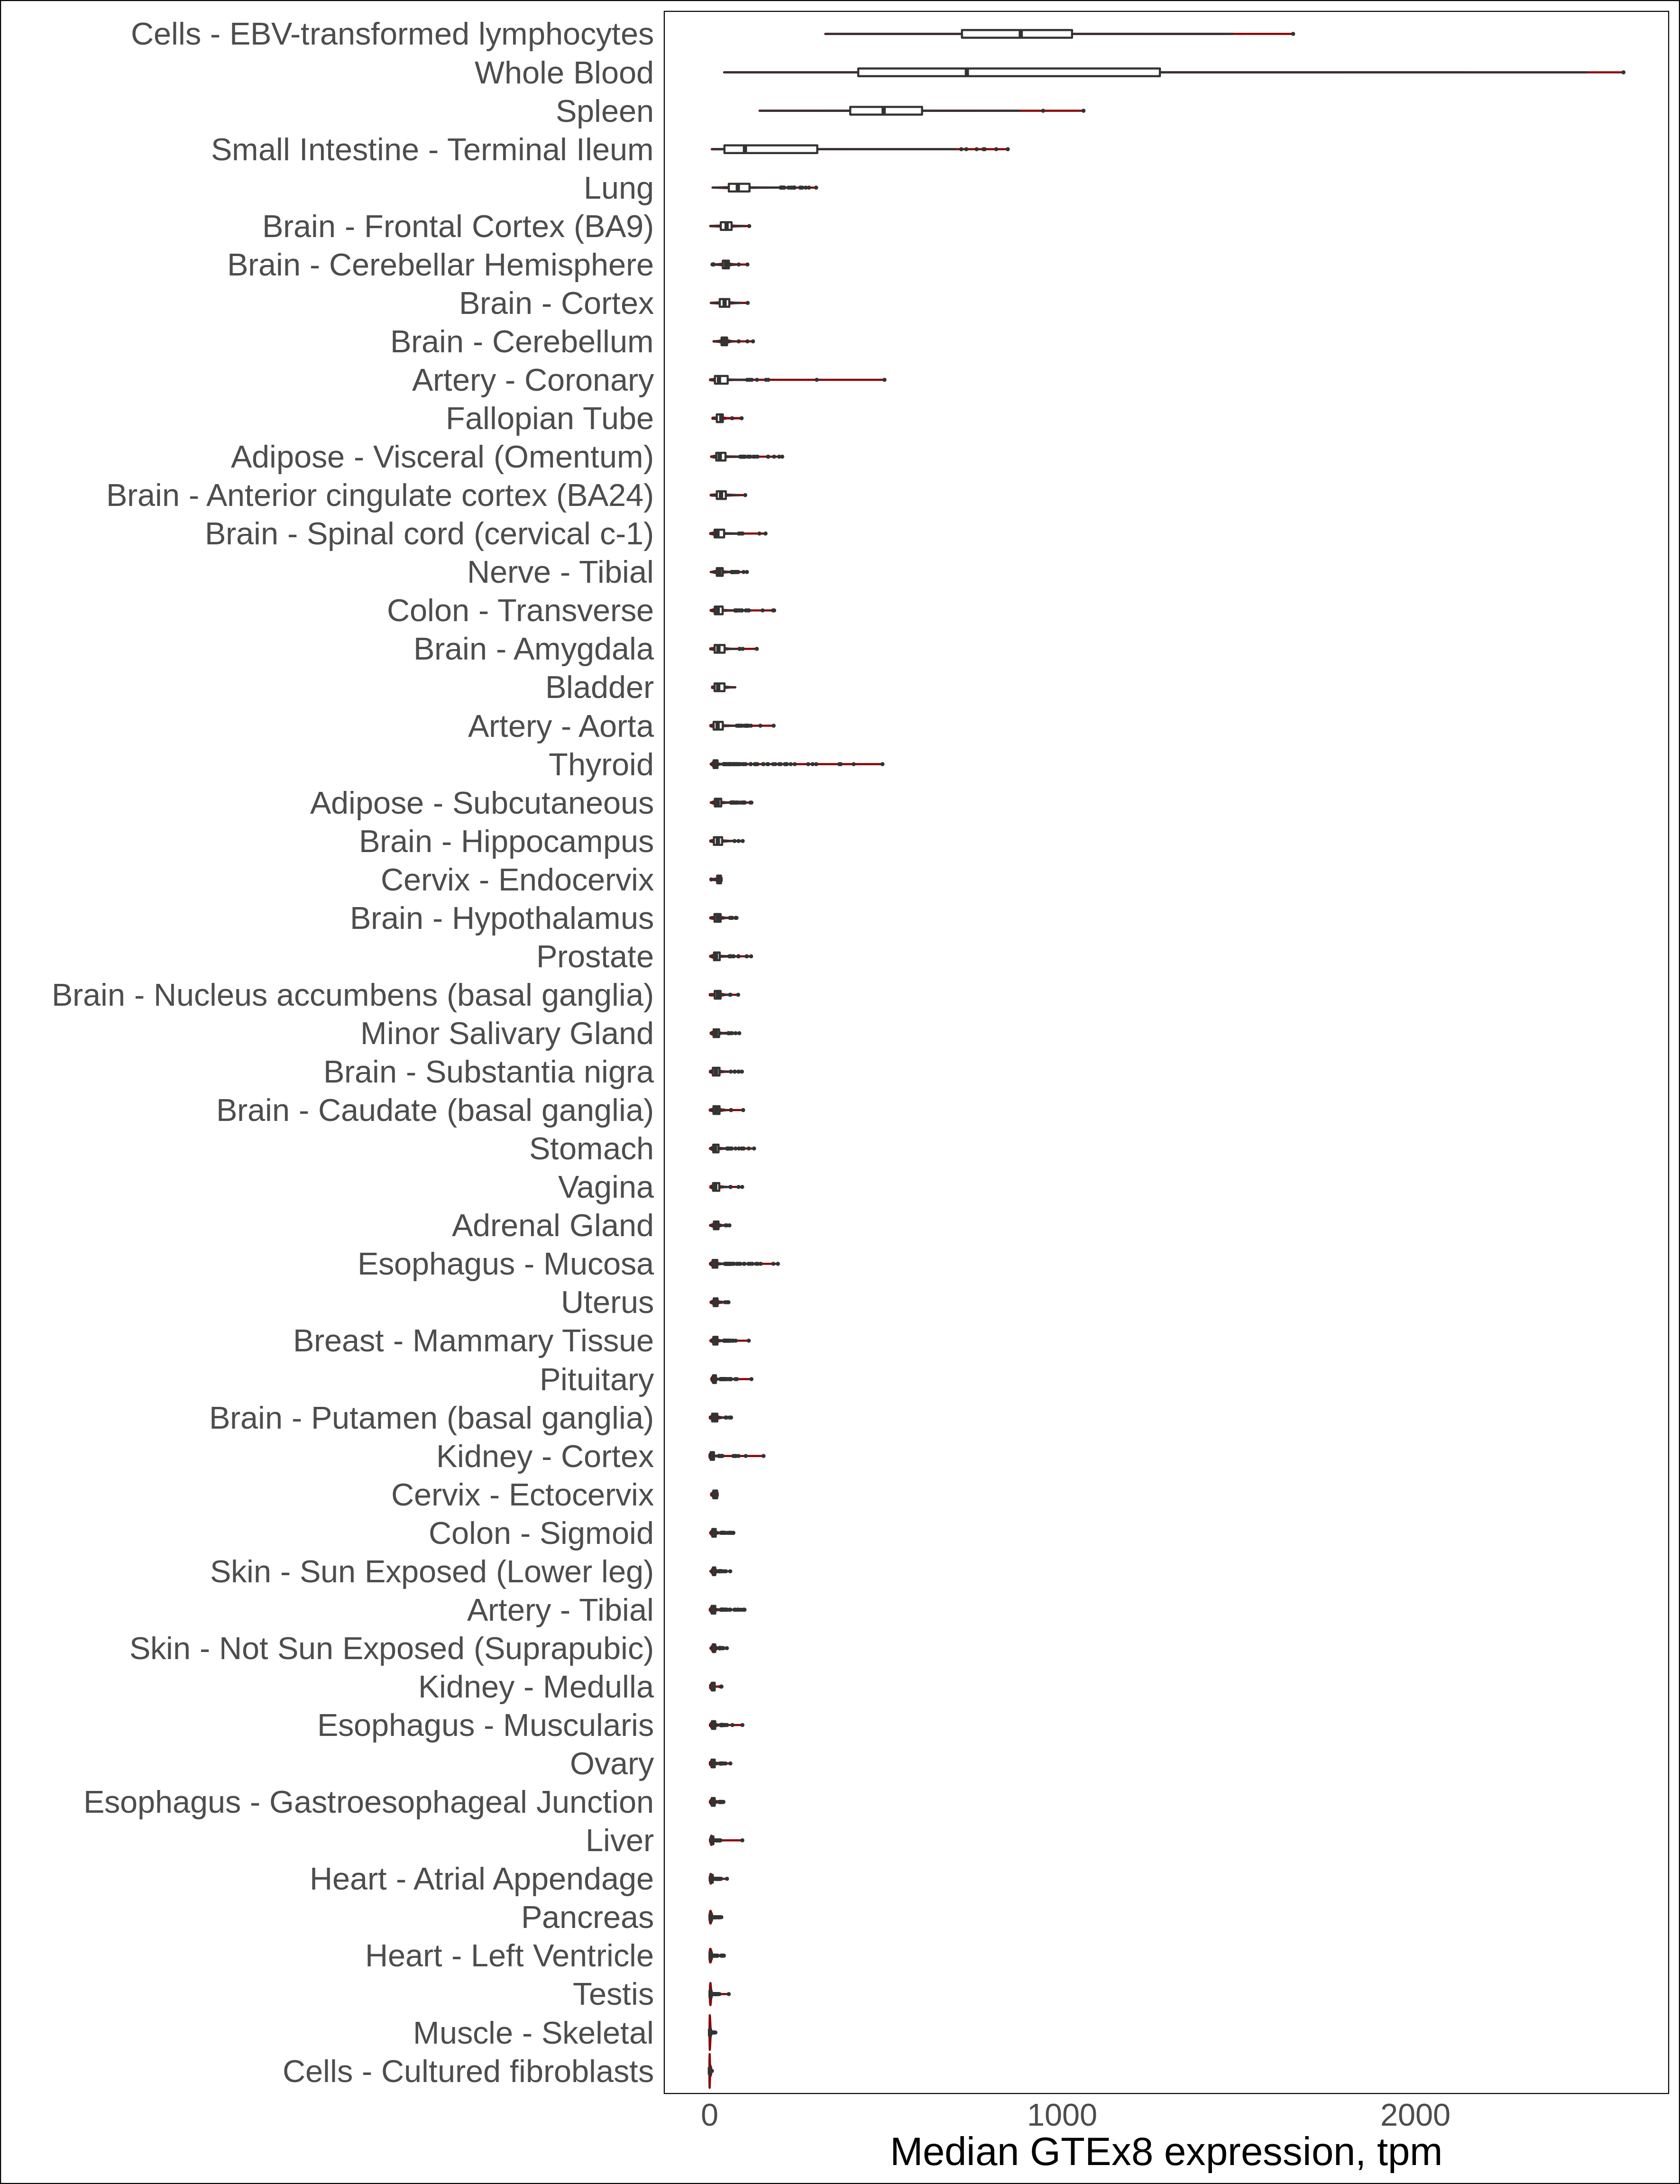 Cells - EBV-transformed lymphocytes
Whole Blood
Spleen
Small Intestine - Terminal Ileum
Lung
Brain - Frontal Cortex (BA9)
Brain - Cerebellar Hemisphere
Brain - Cortex
Brain - Cerebellum
Artery - Coronary
Fallopian Tube
Adipose - Visceral (Omentum)
Brain - Anterior cingulate cortex (BA24)
Brain - Spinal cord (cervical c-1)
Nerve - Tibial
Colon - Transverse
Brain - Amygdala
Bladder
Artery - Aorta
Thyroid
Adipose - Subcutaneous
Brain - Hippocampus
Cervix - Endocervix
Brain - Hypothalamus
Prostate
Brain - Nucleus accumbens (basal ganglia)
Minor Salivary Gland
Brain - Substantia nigra
Brain - Caudate (basal ganglia)
Stomach
Vagina
Adrenal Gland
Esophagus - Mucosa
Uterus
Breast - Mammary Tissue
Pituitary
Brain - Putamen (basal ganglia)
Kidney - Cortex
Cervix - Ectocervix
Colon - Sigmoid
Skin - Sun Exposed (Lower leg)
Artery - Tibial
Skin - Not Sun Exposed (Suprapubic)
Kidney - Medulla
Esophagus - Muscularis
Ovary
Esophagus - Gastroesophageal Junction
Liver
Heart - Atrial Appendage
Pancreas
Heart - Left Ventricle
Testis
Muscle - Skeletal
Cells - Cultured fibroblasts
0 1000 2000
Median GTEx8 expression, tpm